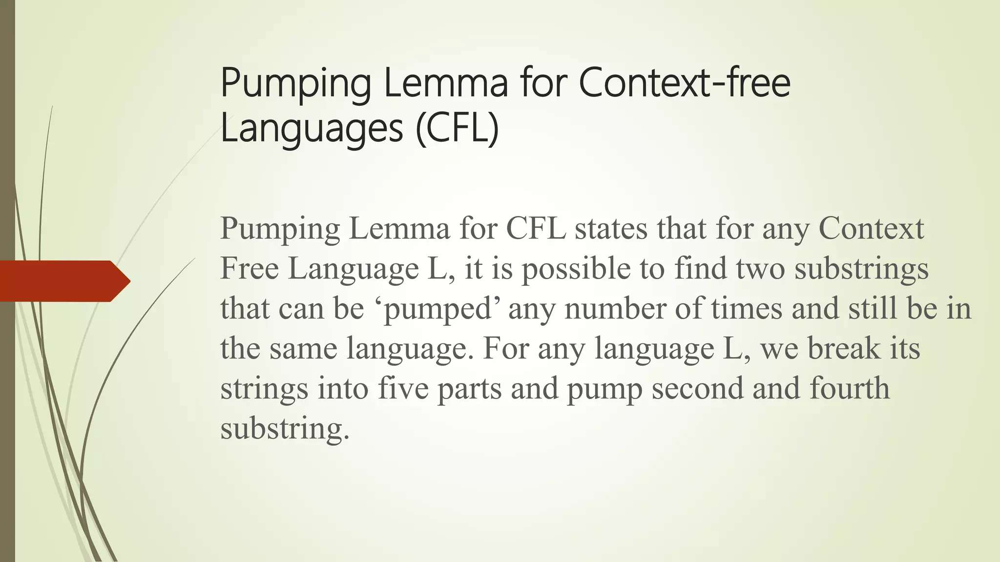 Pumping Lemma for Context-free
Languages (CFL)
Pumping Lemma for CFL states that for any Context
Free Language L, it is possible to find two substrings
that can be ‘pumped’ any number of times and still be in
the same language. For any language L, we break its
strings into five parts and pump second and fourth
substring.